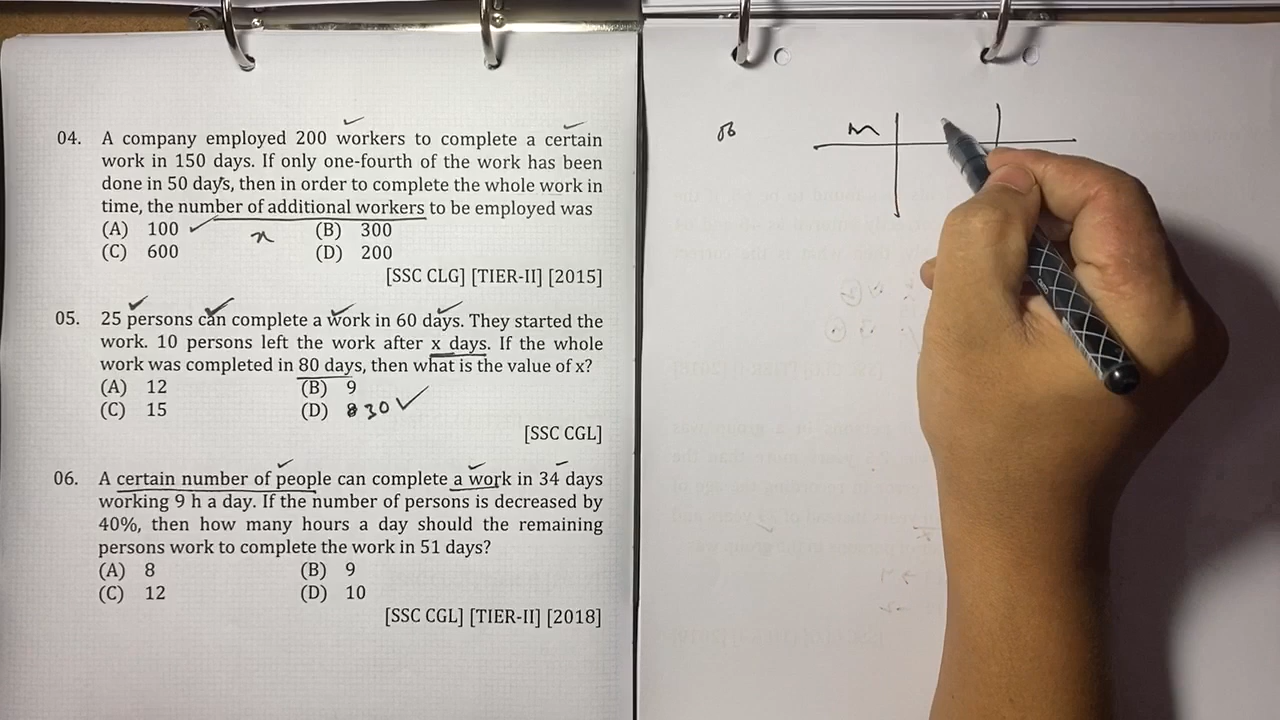 04. A company employed 200 workers to complete a certain
work in 150 days. If only one-fourth of the work has been
done in 50 days, then in order to complete the whole work in
time, the number of additional workers to be employed was
(A) 100 (B) 300
x
(C) 600 (D) 200
[SSC CLG] [TIER-II] [2015]
05. 25 persons can complete a work in 60 days. They started the
work. 10 persons left the work after x days. If the whole
work was completed in 80 days, then what is the value of x?
(A) 12 (B) 9
(C) 15 (D) 8 30
[SSC CGL]
06. A certain number of people can complete a work in 34 days
working 9 h a day. If the number of persons is decreased by
40%, then how many hours a day should the remaining
persons work to complete the work in 51 days?
(A) 8 (B) 9
(C) 12 (D) 10
[SSC CGL] [TIER-II] [2018]
06 m